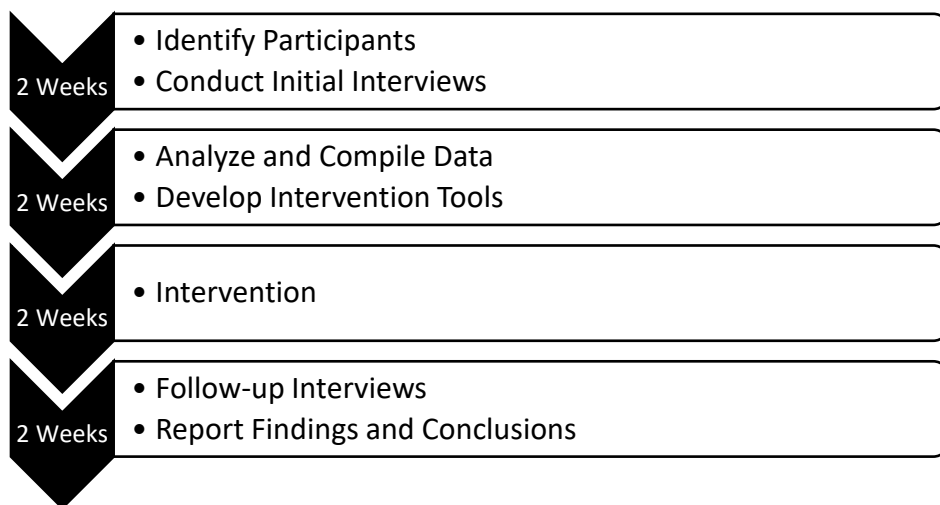 2 Weeks
• Identify Participants
• Conduct Initial Interviews
2 Weeks
• Analyze and Compile Data
• Develop Intervention Tools
2 Weeks
• Intervention
2 Weeks
• Follow-up Interviews
• Report Findings and Conclusions